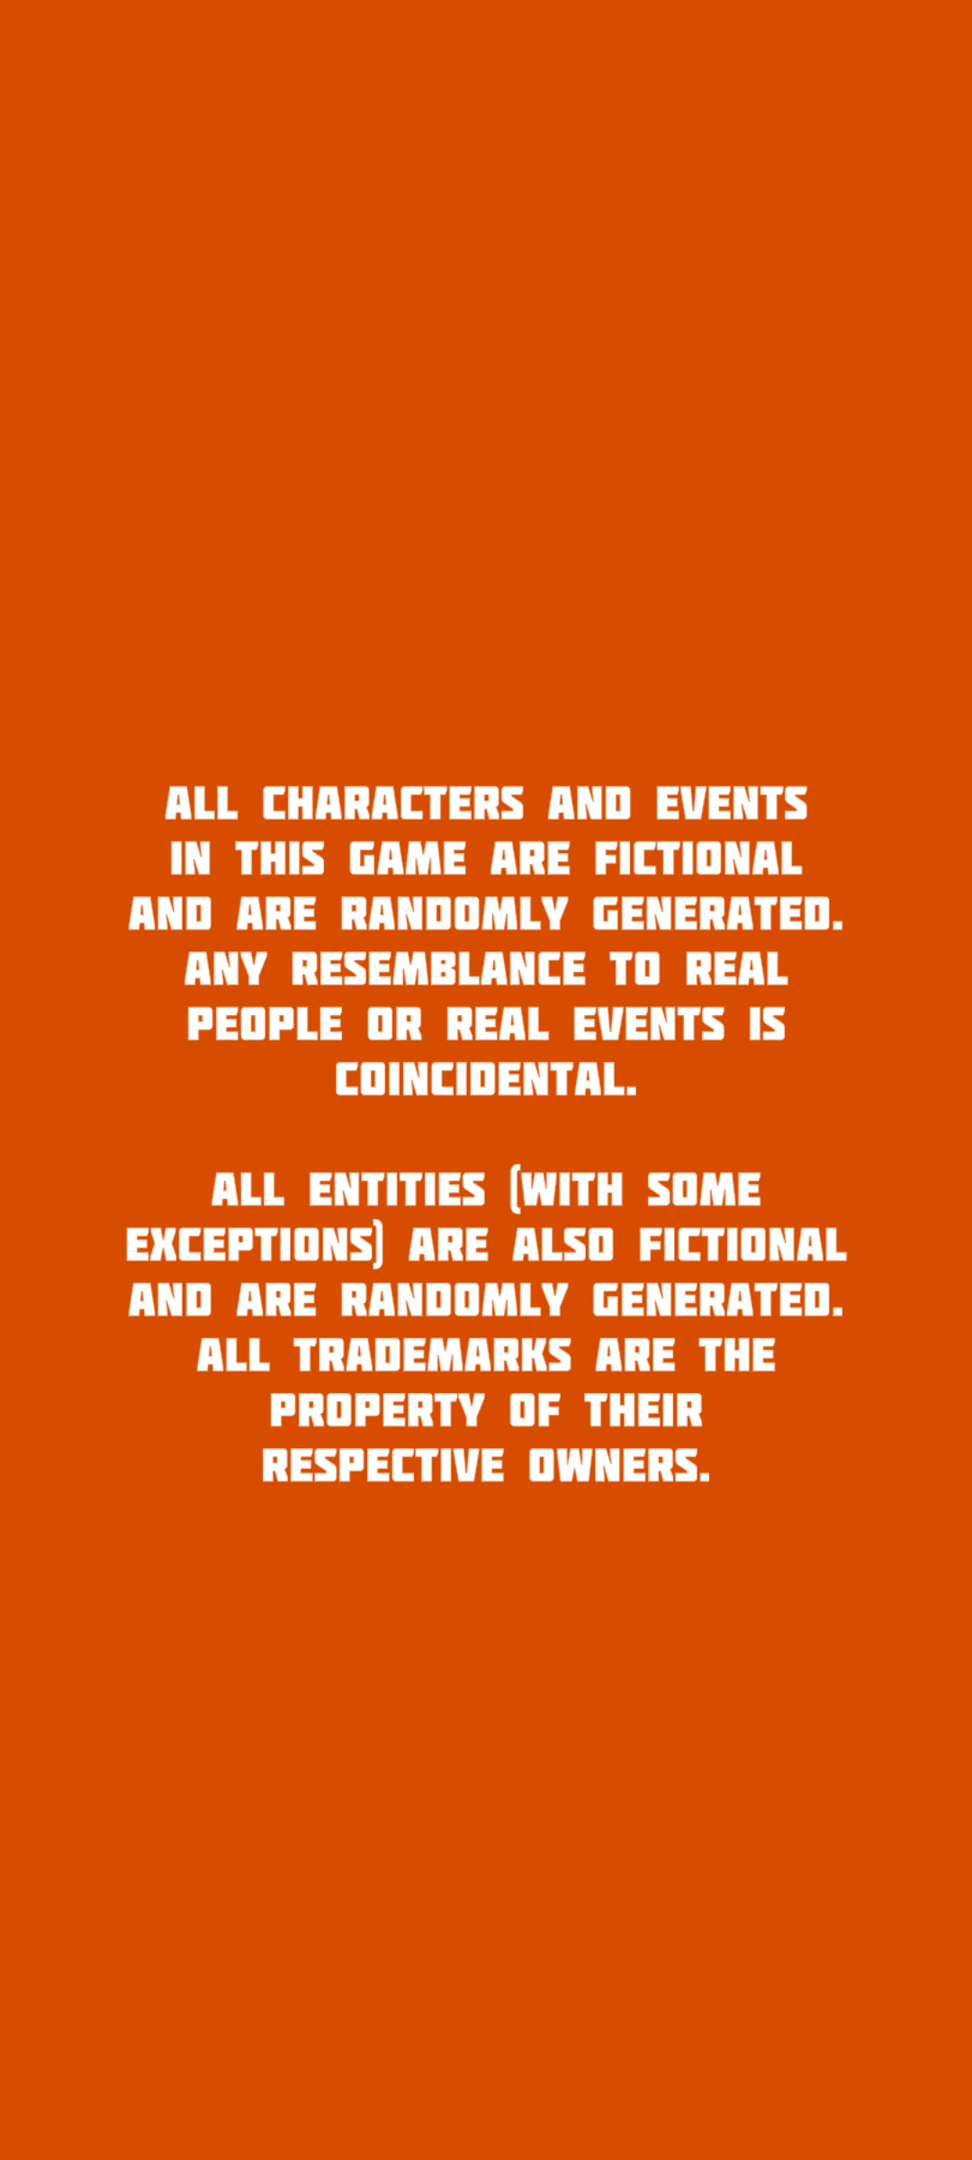 ALL CHARACTERS AND EVENTS
IN THIS GAME ARE FICTIONAL
AND ARE RANDOMLY GENERATED.
ANY RESEMBLANCE TO REAL
PEOPLE OR REAL EVENTS IS
COINCIDENTAL.
ALL ENTITIES (WITH SOME
EXCEPTIONS) ARE ALSO FICTIONAL
AND ARE RANDOMLY GENERATED.
ALL TRADEMARKS ARE THE
PROPERTY OF THEIR
RESPECTIVE OWNERS.